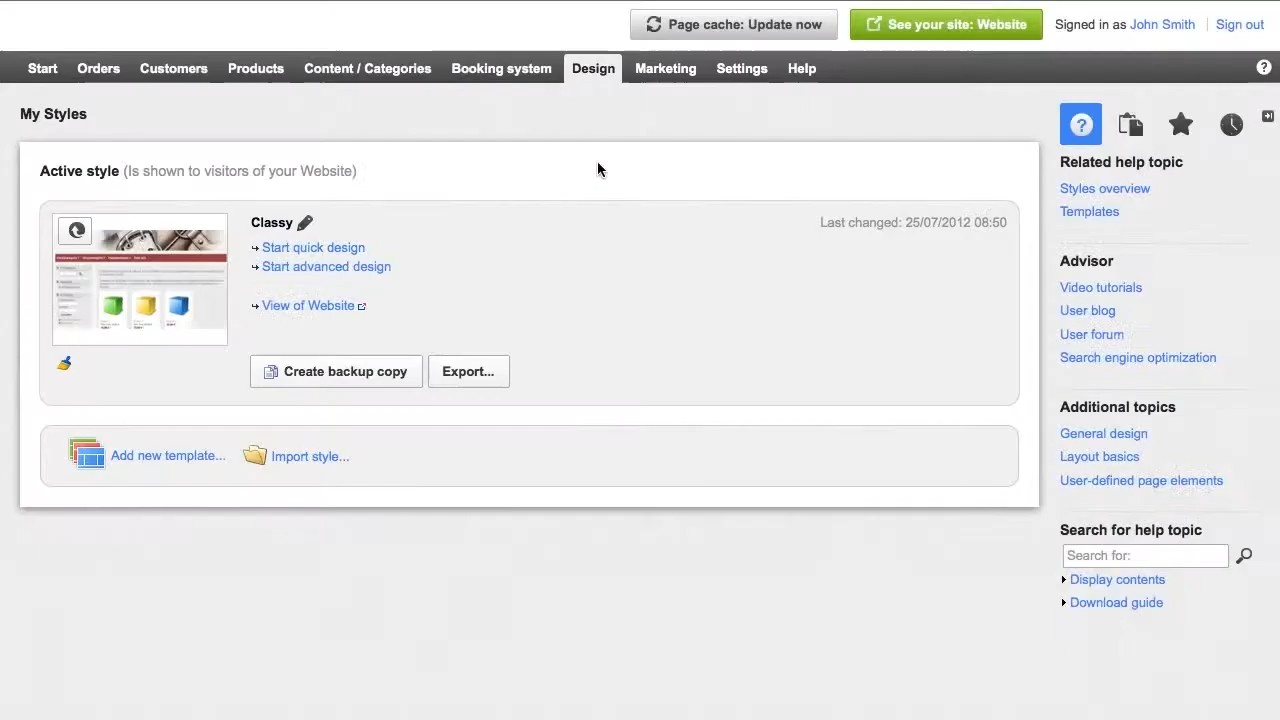 Page cache: Update now
See your site: Website
Signed in as John Smith
Sign out
Start
Orders
Customers
Products
Content / Categories
Booking system
Design
Marketing
Settings
Help
My Styles
Active style (Is shown to visitors of your Website)
Classy
Last changed: 25/07/2012 08:50
Start quick design
Start advanced design
View of Website
Create backup copy
Export...
Add new template...
Import style...
Related help topic
Styles overview
Templates
Advisor
Video tutorials
User blog
User forum
Search engine optimization
Additional topics
General design
Layout basics
User-defined page elements
Search for help topic
Search for:
Display contents
Download guide